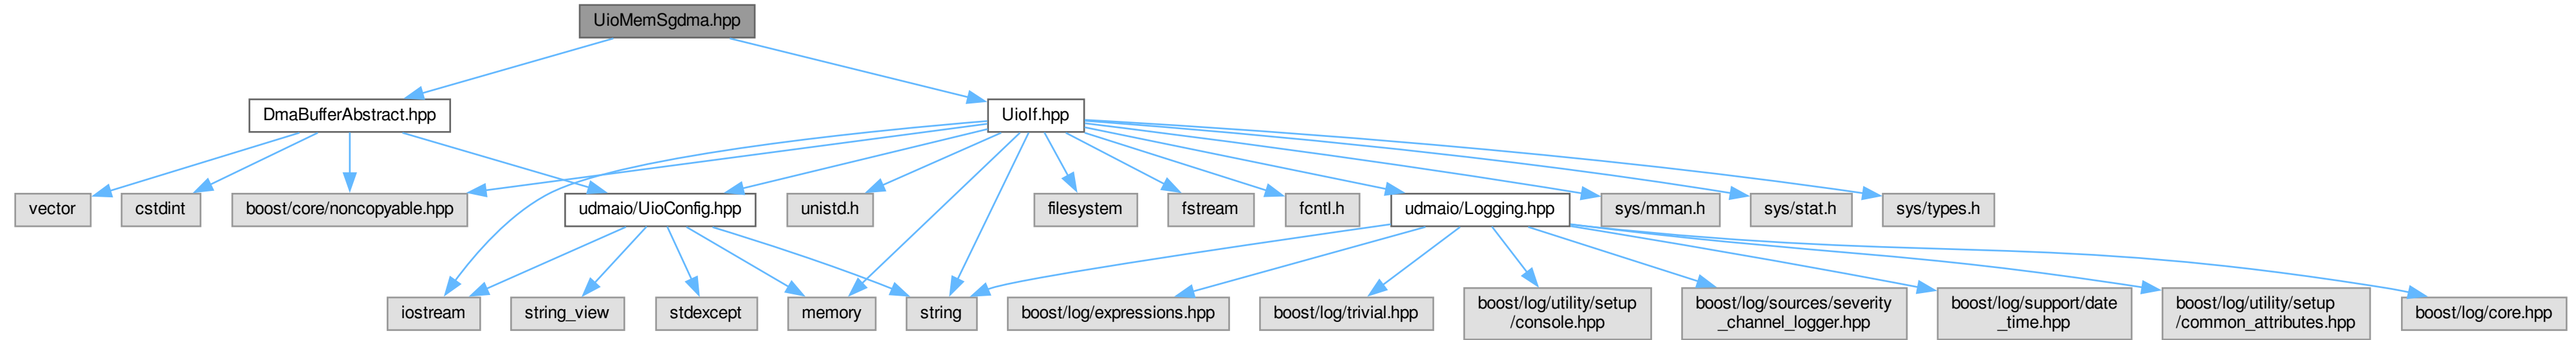 UioMemSgdma.hpp
DmaBufferAbstract.hpp
UioIf.hpp
vector
cstdint
boost/core/noncopyable.hpp
udmaio/UioConfig.hpp
unistd.h
filesystem
fstream
fcntl.h
udmaio/Logging.hpp
sys/mman.h
sys/stat.h
sys/types.h
iostream
string_view
stdexcept
memory
string
boost/log/expressions.hpp
boost/log/trivial.hpp
boost/log/utility/setup
/console.hpp
boost/log/sources/severity
_channel_logger.hpp
boost/log/support/date
_time.hpp
boost/log/utility/setup
/common_attributes.hpp
boost/log/core.hpp